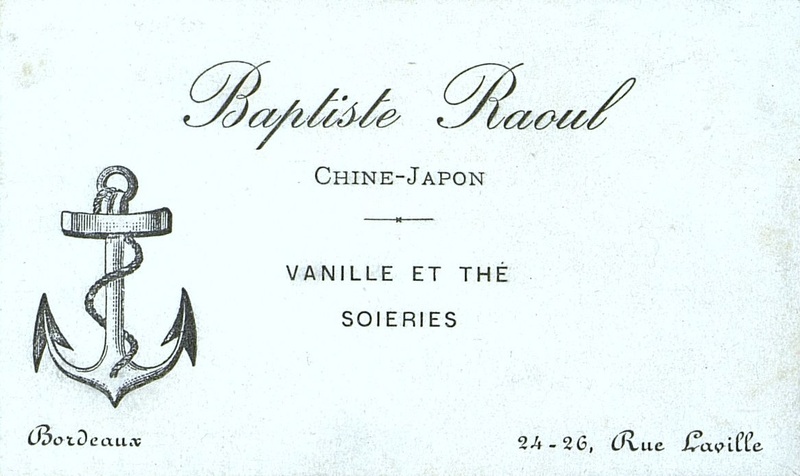 Baptiste Raoul
CHINE-JAPON
VANILLE ET THÉ
SOIERIES
Bordeaux
24-26, Rue Laville